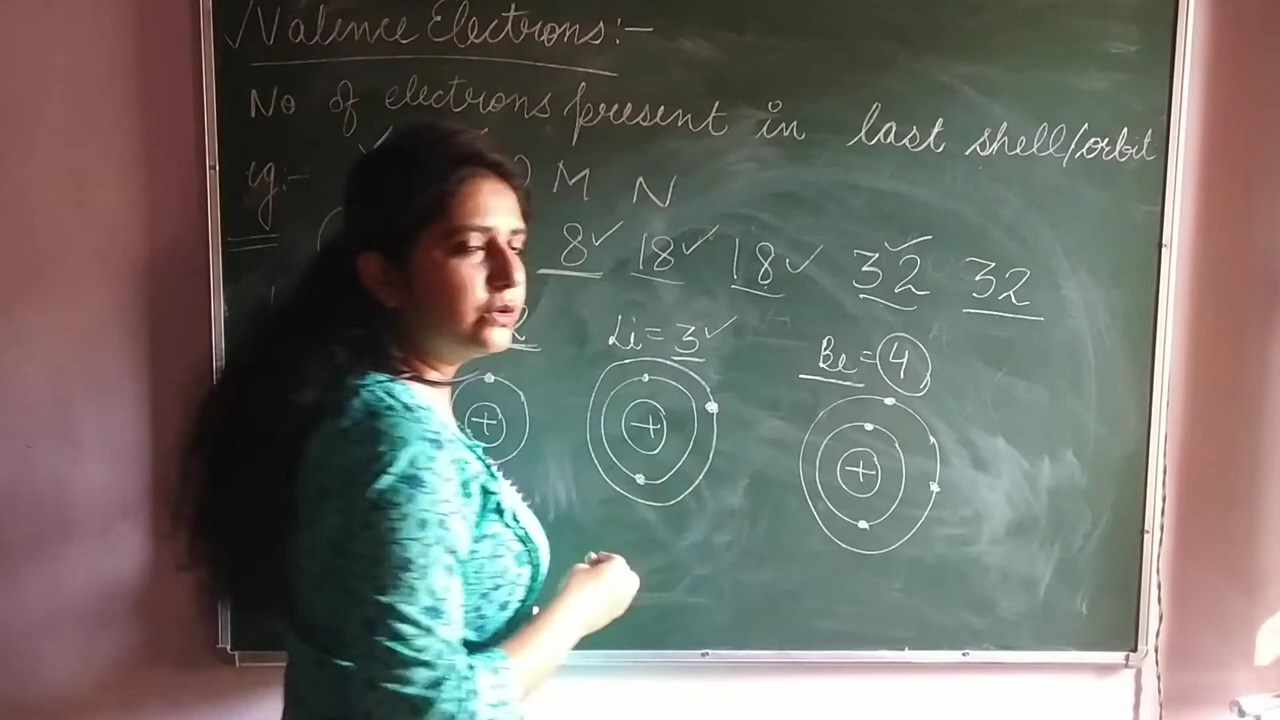 Valence Electrons:-
No of electrons present in last shell/orbit
eg:- M N
8 18 18 32 32
2 Li = 3 Be = 4
+ + +